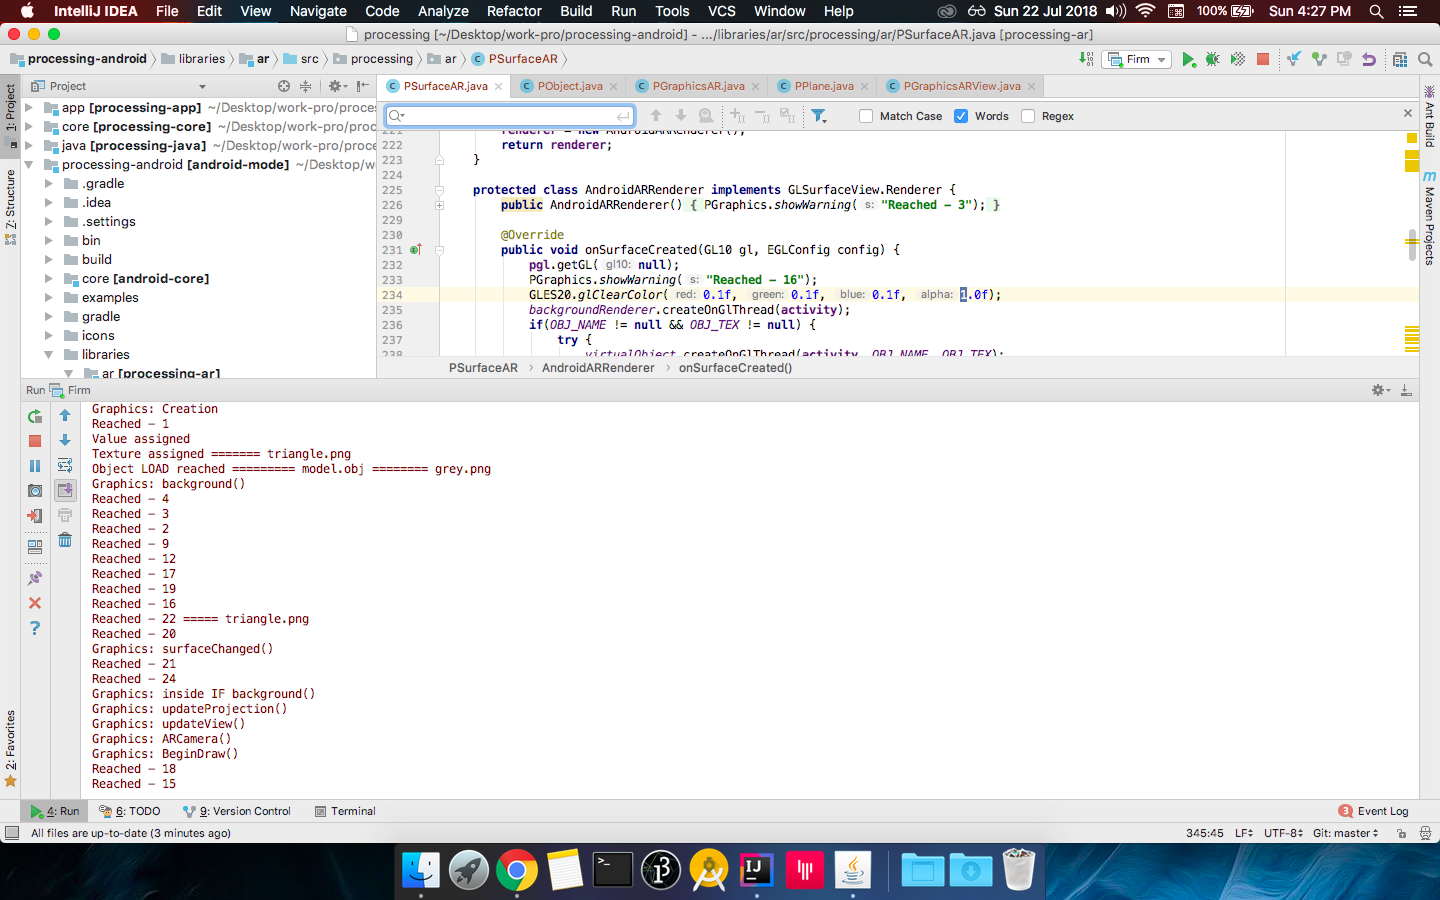 IntelliJ IDEA File Edit View Navigate Code Analyze Refactor Build Run Tools VCS Window Help Sun 22 Jul 2018 100% Sun 4:27 PM
processing [~/Desktop/work-pro/processing-android] - .../libraries/ar/src/processing/ar/PSurfaceAR.java [processing-ar]
processing-android libraries ar src processing ar PSurfaceAR Firm
Project PSurfaceAR.java PObject.java PGraphicsAR.java PPlane.java PGraphicsARView.java
1: Project
Z: Structure
2: Favorites
Ant Build
Maven Projects
app [processing-app] ~/Desktop/work-pro/proce
core [processing-core] ~/Desktop/work-pro/proc
java [processing-java] ~/Desktop/work-pro/proce
processing-android [android-mode] ~/Desktop/w
.gradle
.idea
.settings
bin
build
core [android-core]
examples
gradle
icons
libraries
ar [processing-ar]
Match Case Words Regex
221 renderer = new AndroidARRenderer();
222 return renderer;
223 }
224
225 protected class AndroidARRenderer implements GLSurfaceView.Renderer {
226 public AndroidARRenderer() { PGraphics.showWarning( s: "Reached - 3"); }
229
230 @Override
231 public void onSurfaceCreated(GL10 gl, EGLConfig config) {
232 pgl.getGL( gl10: null);
233 PGraphics.showWarning( s: "Reached - 16");
234 GLES20.glClearColor( red: 0.1f, green: 0.1f, blue: 0.1f, alpha: 1.0f);
235 backgroundRenderer.createOnGlThread(activity);
236 if(OBJ_NAME != null && OBJ_TEX != null) {
237 try {
238 virtualObject.createOnGlThread(activity, OBJ_NAME, OBJ_TEX);
PSurfaceAR AndroidARRenderer onSurfaceCreated()
Run Firm
Graphics: Creation
Reached - 1
Value assigned
Texture assigned ======= triangle.png
Object LOAD reached ========= model.obj ======== grey.png
Graphics: background()
Reached - 4
Reached - 3
Reached - 2
Reached - 9
Reached - 12
Reached - 17
Reached - 19
Reached - 16
Reached - 22 ===== triangle.png
Reached - 20
Graphics: surfaceChanged()
Reached - 21
Reached - 24
Graphics: inside IF background()
Graphics: updateProjection()
Graphics: updateView()
Graphics: ARCamera()
Graphics: BeginDraw()
Reached - 18
Reached - 15
4: Run 6: TODO 9: Version Control Terminal 3 Event Log
All files are up-to-date (3 minutes ago) 345:45 LF UTF-8 Git: master